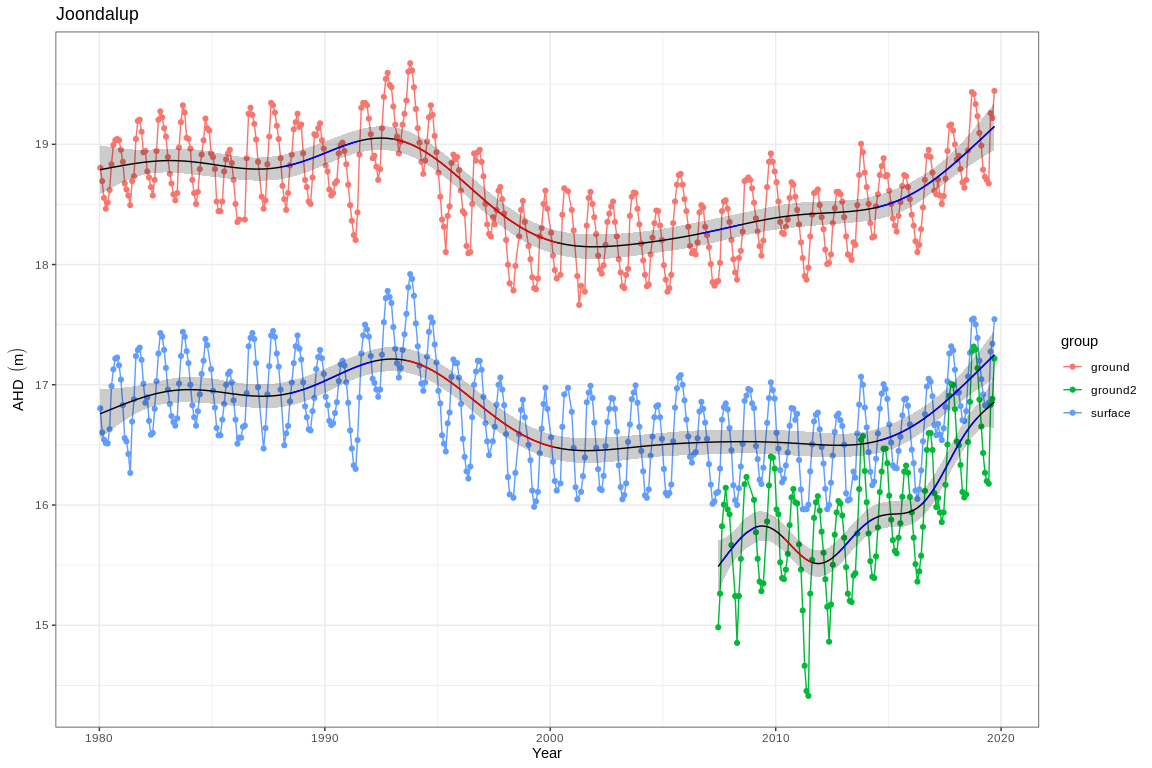 Joondalup
AHD (m)
19
18
17
16
15
1980
1990
2000
2010
2020
Year
group
ground
ground2
surface